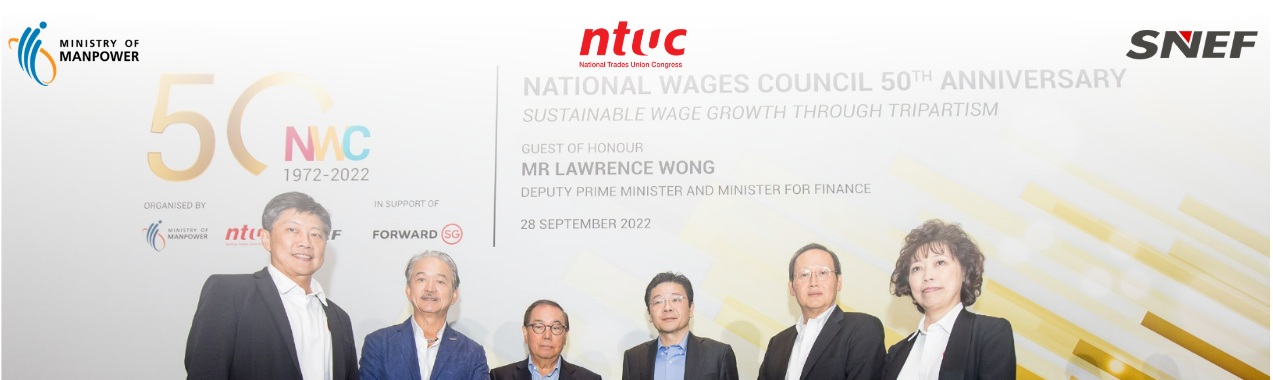 MINISTRY OF
MANPOWER
ntuc
National Trades Union Congress
SNEF
50
NWC
1972-2022
ORGANISED BY
MINISTRY OF
MANPOWER
ntuc
EF
IN SUPPORT OF
FORWARD SG
NATIONAL WAGES COUNCIL 50TH ANNIVERSARY
SUSTAINABLE WAGE GROWTH THROUGH TRIPARTISM
GUEST OF HONOUR
MR LAWRENCE WONG
DEPUTY PRIME MINISTER AND MINISTER FOR FINANCE
28 SEPTEMBER 2022